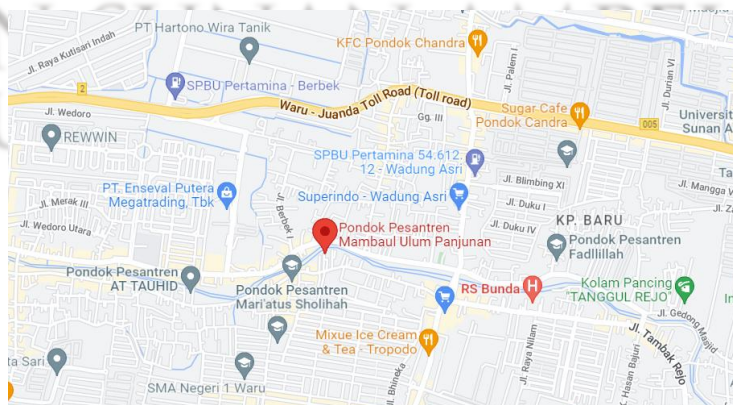 PT Hartono Wira Tanik
KFC Pondok Chandra
Jl. Raya Kutisari Indah
Jl. Palem I
Jl. Durian VI
2
SPBU Pertamina - Berbek
Jl. Wedoro
Waru - Juanda Toll Road (Toll road)
Gg. III
Sugar Cafe
Pondok Candra
005
Universit
Sunan A
REWWIN
SPBU Pertamina 54.612.
12 - Wadung Asri
Ta
PT. Enseval Putera
Megatrading, Tbk
Superindo - Wadung Asri
Jl. Blimbing XI
Jl. Mangga V
Jl. Merak III
Jl. Duku I
Jl. Za
Jl. Wedoro Utara
Jl. Berbek I
Pondok Pesantren
Mambaul Ulum Panjunan
Jl. Duku IV
KP. BARU
Pondok Pesantren
Fadllillah
Pondok Pesantren
AT TAUHID
Pondok Pesantren
Mari'atus Sholihah
RS Bunda
H
Kolam Pancing
"TANGGUL REJO"
In
Mixue Ice Cream
& Tea - Tropodo
Jl. Raya Nilam
Jl. Tambak Rejo
Jl. Gedong Masjid
ta Sari
SMA Negeri 1 Waru
Jl. Bhineka
Hasan Bajuri